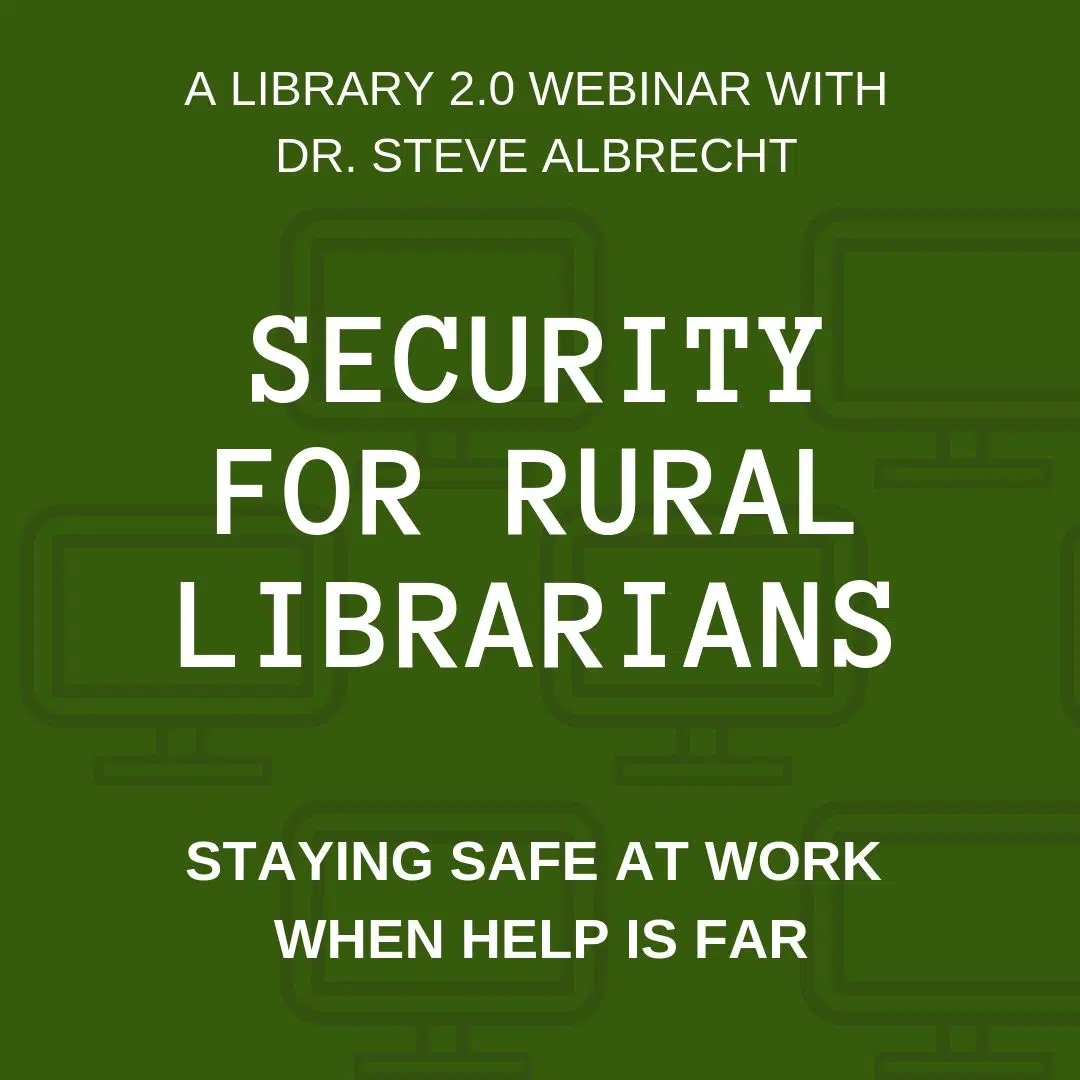 A LIBRARY 2.0 WEBINAR WITH
DR. STEVE ALBRECHT
SECURITY
FOR RURAL
LIBRARIANS
STAYING SAFE AT WORK
WHEN HELP IS FAR